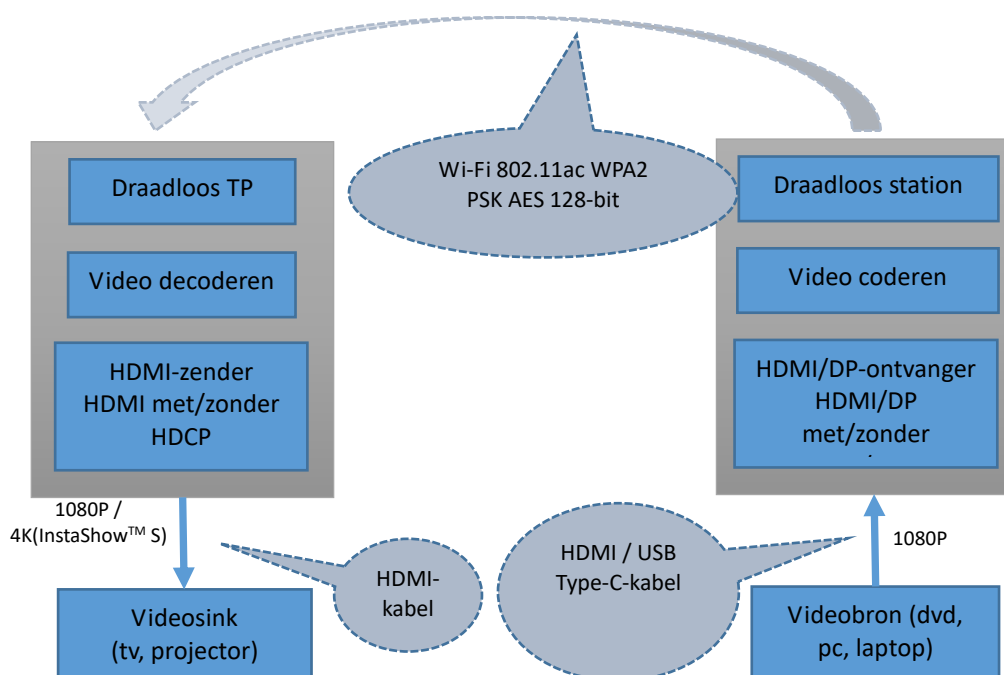 Wi-Fi 802.11ac WPA2
PSK AES 128-bit
Draadloos TP
Video decoderen
HDMI-zender
HDMI met/zonder
HDCP
1080P /
4K(InstaShow™ S)
HDMI-
kabel
Videosink
(tv, projector)
Draadloos station
Video coderen
HDMI/DP-ontvanger
HDMI/DP
met/zonder
HDMI / USB
Type-C-kabel
1080P
Videobron (dvd,
pc, laptop)